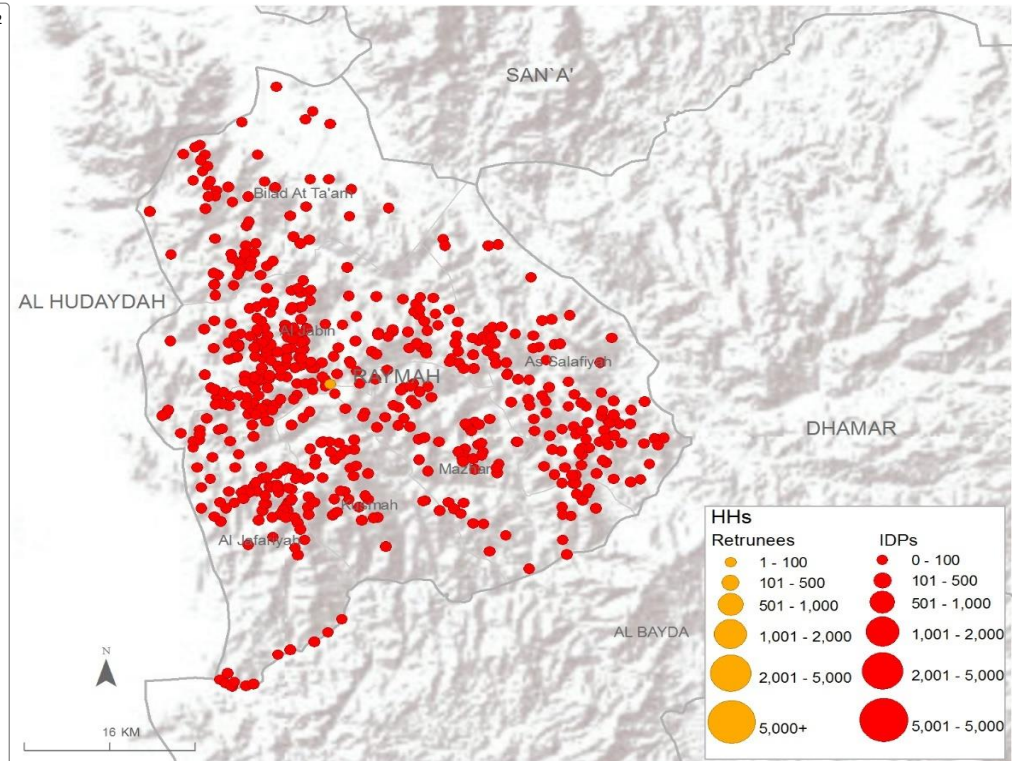 2
SAN`A'
Bilad At Ta'am
AL HUDAYDAH
Al Jabin
As Salafiyah
RAYMAH
DHAMAR
Mazhar
Kusmah
Al Jafariyah
AL BAYDA
N
16 KM
HHs
Retrunees
IDPs
1 - 100
0 - 100
101 - 500
101 - 500
501 - 1,000
501 - 1,000
1,001 - 2,000
1,001 - 2,000
2,001 - 5,000
2,001 - 5,000
5,000+
5,001 - 5,000